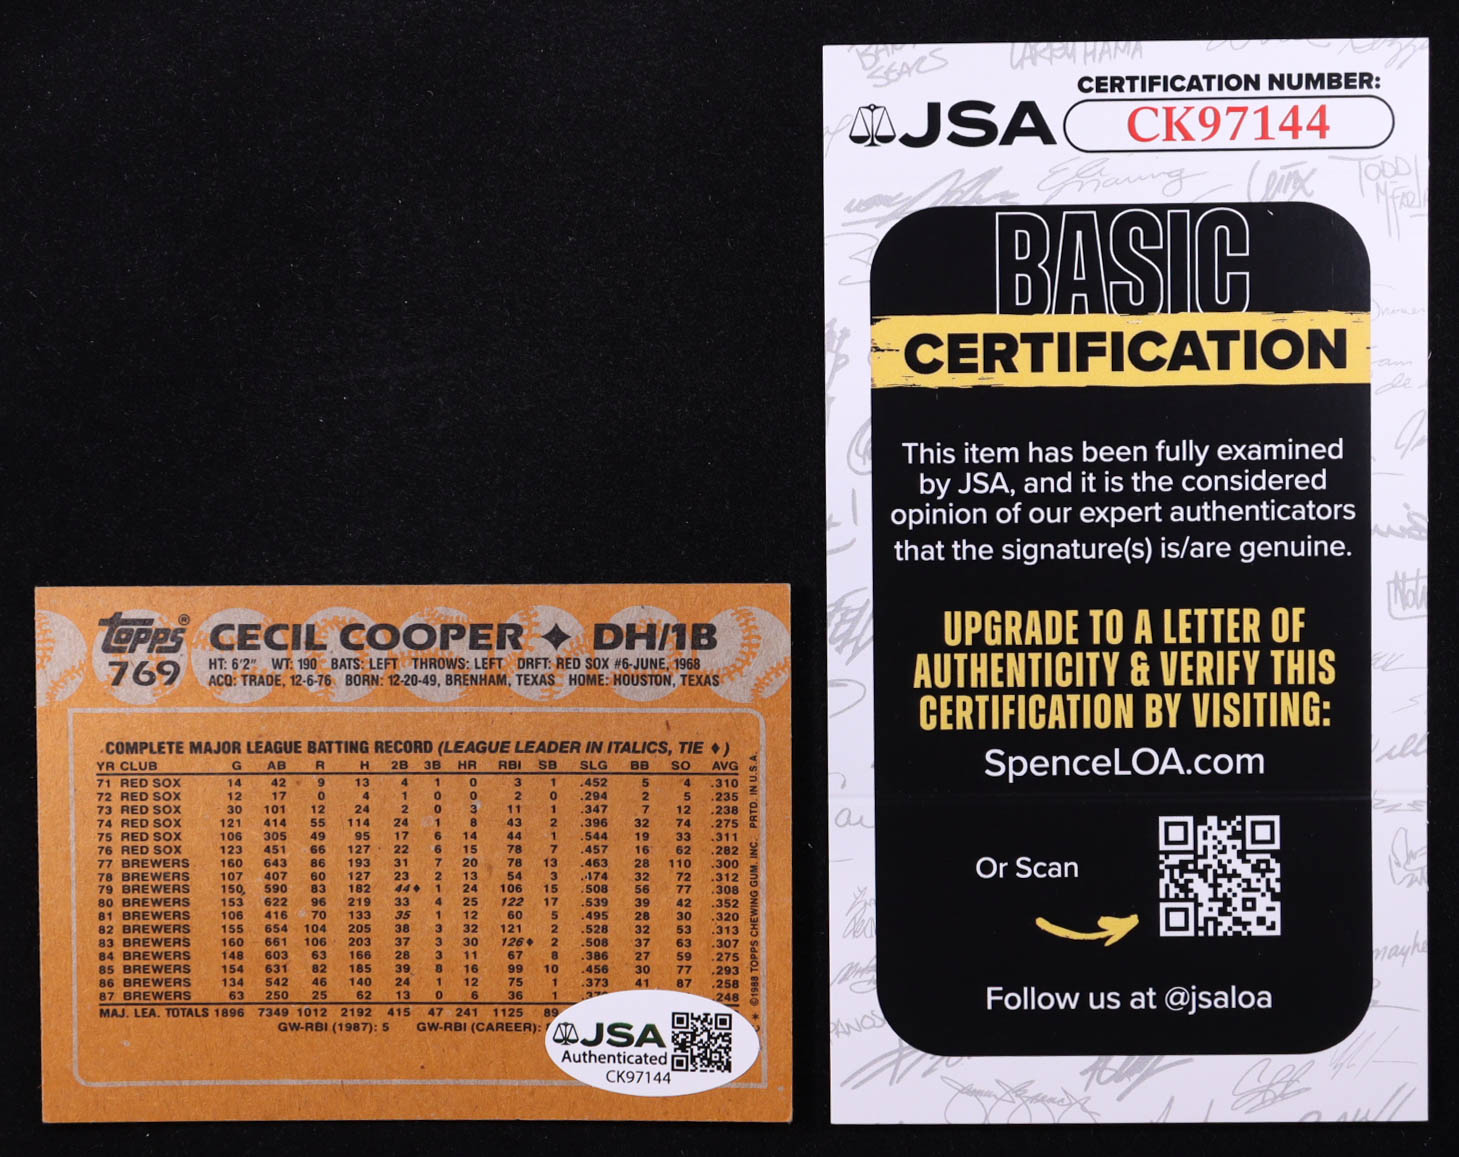 topps®
769
CECIL COOPER ✦ DH/1B
HT: 6'2" WT: 190 BATS: LEFT THROWS: LEFT DRFT: RED SOX #6-JUNE, 1968
ACQ: TRADE, 12-6-76 BORN: 12-20-49, BRENHAM, TEXAS HOME: HOUSTON, TEXAS
COMPLETE MAJOR LEAGUE BATTING RECORD (LEAGUE LEADER IN ITALICS, TIE ♦)
YR CLUB G AB R H 2B 3B HR RBI SB SLG BB SO AVG
71 RED SOX 14 42 9 13 4 1 0 3 1 .452 5 4 .310
72 RED SOX 12 17 0 4 1 0 0 2 0 .294 2 5 .235
73 RED SOX 30 101 12 24 2 0 3 11 1 .347 7 12 .238
74 RED SOX 121 414 55 114 24 1 8 43 2 .396 32 74 .275
75 RED SOX 106 305 49 95 17 6 14 44 1 .544 19 33 .311
76 RED SOX 123 451 66 127 22 6 15 78 7 .457 16 62 .282
77 BREWERS 160 643 86 193 31 7 20 78 13 .463 28 110 .300
78 BREWERS 107 407 60 127 23 2 13 54 3 .474 32 72 .312
79 BREWERS 150 590 83 182 44♦ 1 24 106 15 .508 56 77 .308
80 BREWERS 153 622 96 219 33 4 25 122 17 .539 39 42 .352
81 BREWERS 106 416 70 133 35 1 12 60 5 .495 28 30 .320
82 BREWERS 155 654 104 205 38 3 32 121 2 .528 32 53 .313
83 BREWERS 160 661 106 203 37 3 30 126♦ 2 .508 37 63 .307
84 BREWERS 148 603 63 166 28 3 11 67 8 .386 27 59 .275
85 BREWERS 154 631 82 185 39 8 16 99 10 .456 30 77 .293
86 BREWERS 134 542 46 140 24 1 12 75 1 .373 41 87 .258
87 BREWERS 63 250 25 62 13 0 6 36 1 .248
MAJ. LEA. TOTALS 1896 7349 1012 2192 415 47 241 1125 89
GW-RBI (1987): 5 GW-RBI (CAREER):
©1988 TOPPS CHEWING GUM, INC. PRTD. IN U.S.A.
JSA
Authenticated
CK97144
JSA
CERTIFICATION NUMBER:
CK97144
BASIC
CERTIFICATION
This item has been fully examined
by JSA, and it is the considered
opinion of our expert authenticators
that the signature(s) is/are genuine.
UPGRADE TO A LETTER OF
AUTHENTICITY & VERIFY THIS
CERTIFICATION BY VISITING:
SpenceLOA.com
Or Scan
Follow us at @jsaloa